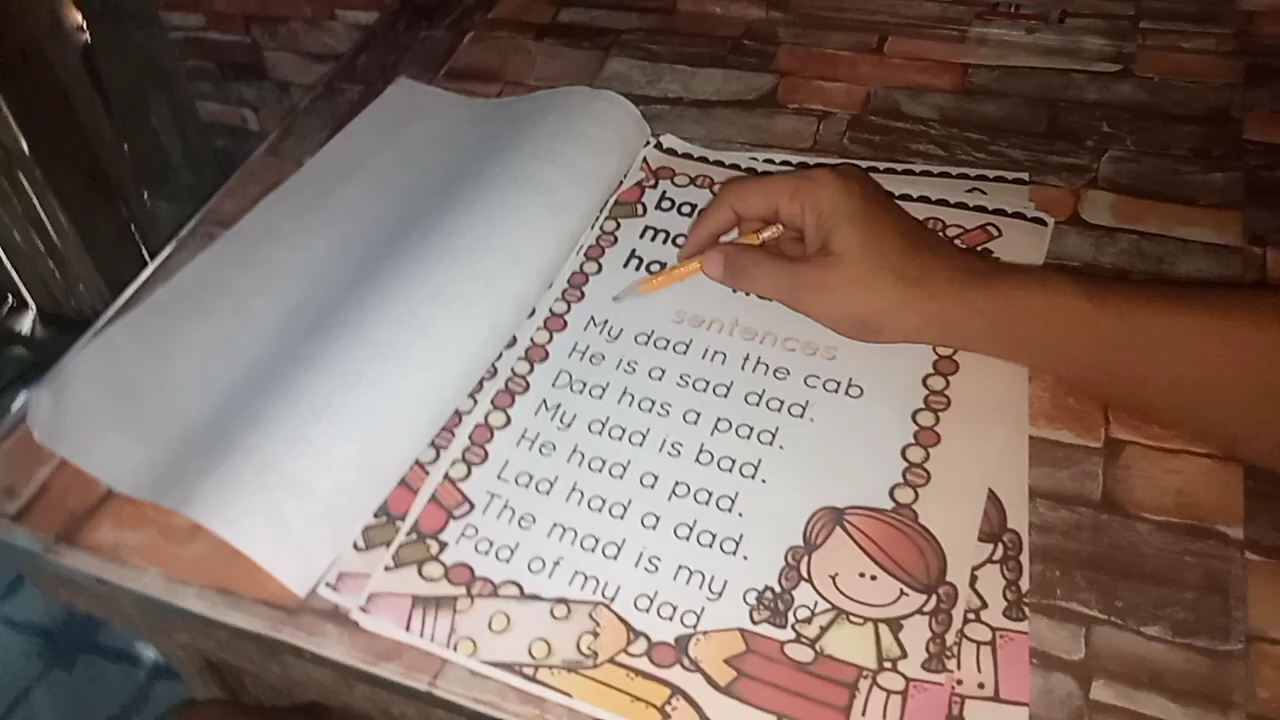 sentences
My dad in the cab
He is a sad dad.
Dad has a pad.
My dad is bad.
He had a pad.
Lad had a dad.
The mad is my dad
Pad of my dad